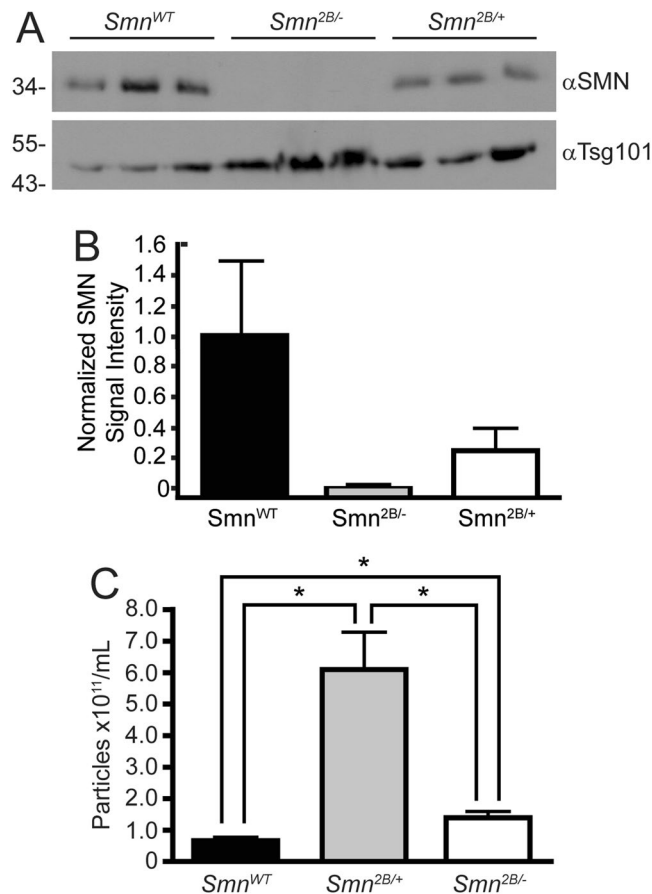 A
Smn^WT Smn^2B/- Smn^2B/+
34- αSMN
55-
43- αTsg101
B
Normalized SMN
Signal Intensity
1.6
1.4
1.2
1.0
0.8
0.6
0.4
0.2
0
Smn^WT Smn^2B/- Smn^2B/+
C
*
* *
Particles x10^11/mL
8.0
7.0
6.0
5.0
4.0
3.0
2.0
1.0
0
Smn^WT Smn^2B/+ Smn^2B/-